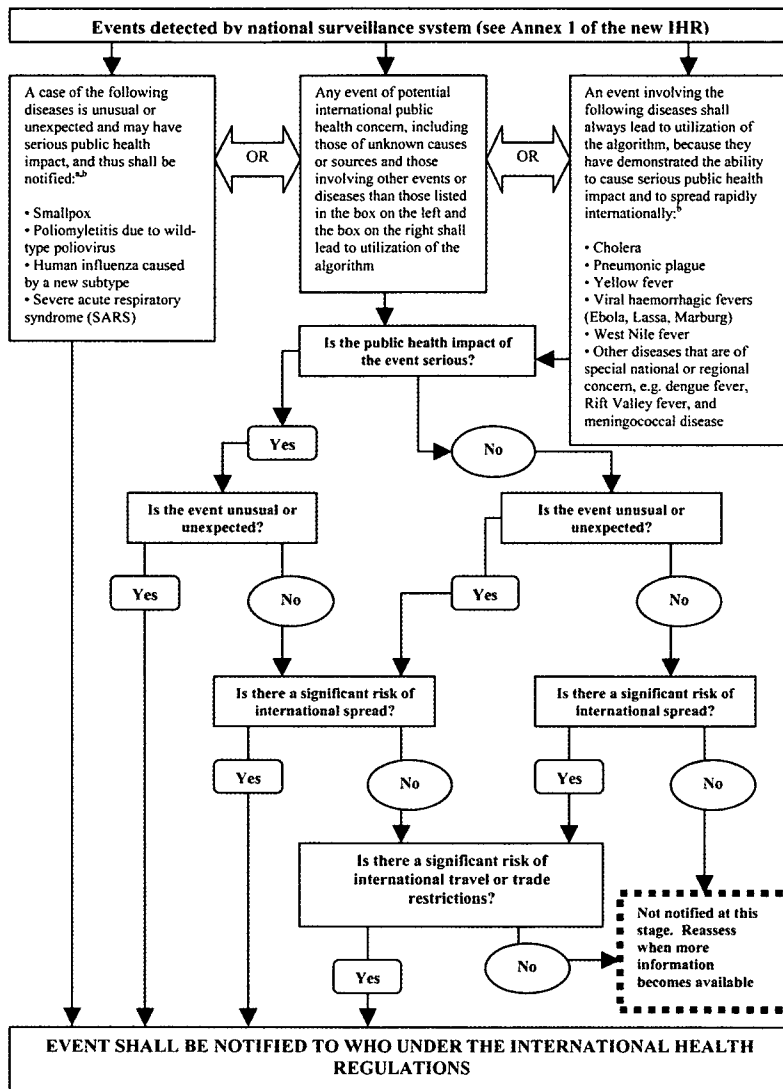 Events detected by national surveillance system (see Annex 1 of the new IHR)
A case of the following
diseases is unusual or
unexpected and may have
serious public health
impact, and thus shall be
notified:a,b
• Smallpox
• Poliomyletitis due to wild-
type poliovirus
• Human influenza caused
by a new subtype
• Severe acute respiratory
syndrome (SARS)
OR
Any event of potential
international public
health concern, including
those of unknown causes
or sources and those
involving other events or
diseases than those listed
in the box on the left and
the box on the right shall
lead to utilization of the
algorithm
OR
An event involving the
following diseases shall
always lead to utilization of
the algorithm, because they
have demonstrated the ability
to cause serious public health
impact and to spread rapidly
internationally:b
• Cholera
• Pneumonic plague
• Yellow fever
• Viral haemorrhagic fevers
(Ebola, Lassa, Marburg)
• West Nile fever
• Other diseases that are of
special national or regional
concern, e.g. dengue fever,
Rift Valley fever, and
meningococcal disease
Is the public health impact of
the event serious?
Yes
No
Is the event unusual or
unexpected?
Is the event unusual or
unexpected?
Yes
No
Yes
No
Is there a significant risk of
international spread?
Is there a significant risk of
international spread?
Yes
No
Yes
No
Is there a significant risk of
international travel or trade
restrictions?
Not notified at this
stage. Reassess
when more
information
becomes available
Yes
No
EVENT SHALL BE NOTIFIED TO WHO UNDER THE INTERNATIONAL HEALTH
REGULATIONS